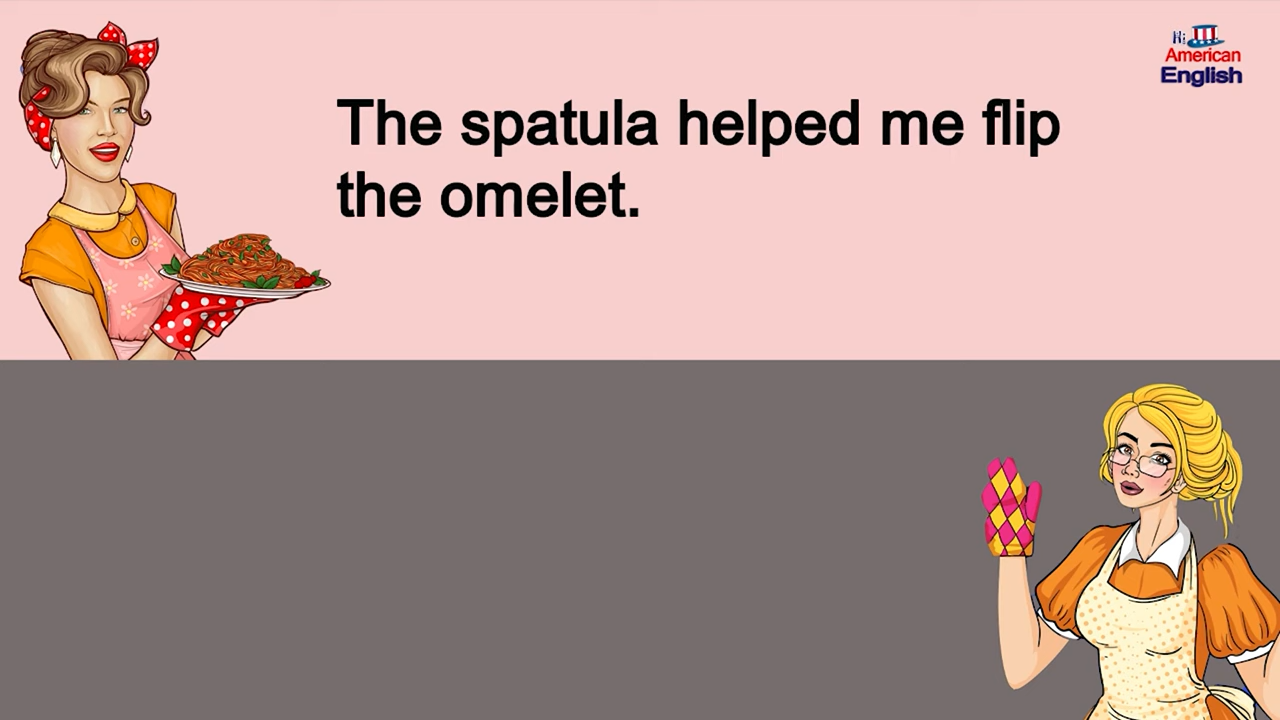 Hi
American
English
The spatula helped me flip
the omelet.